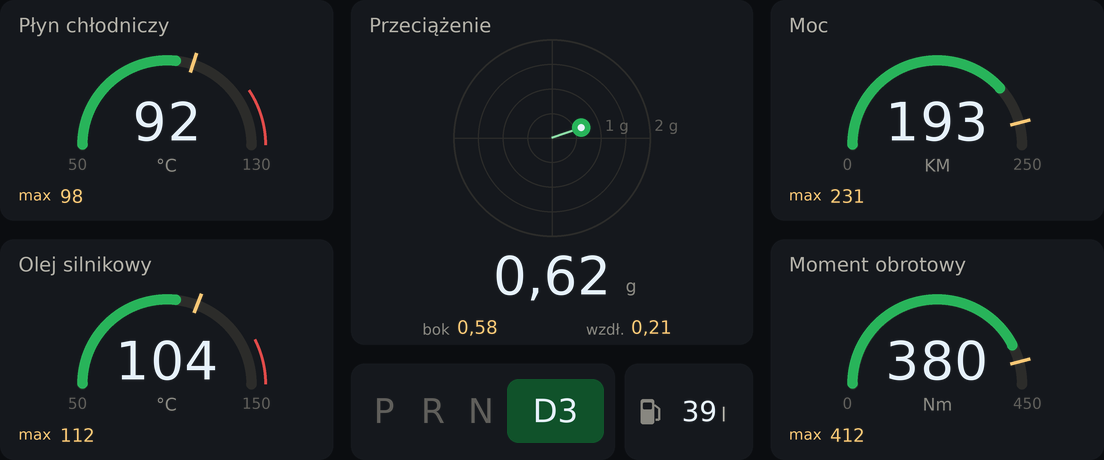 Płyn chłodniczy
92
50 °C 130
max 98
Przeciążenie
1 g 2 g
0,62 g
bok 0,58 wzdł. 0,21
Moc
193
0 KM 250
max 231
Olej silnikowy
104
50 °C 150
max 112
P R N D3
39 l
Moment obrotowy
380
0 Nm 450
max 412